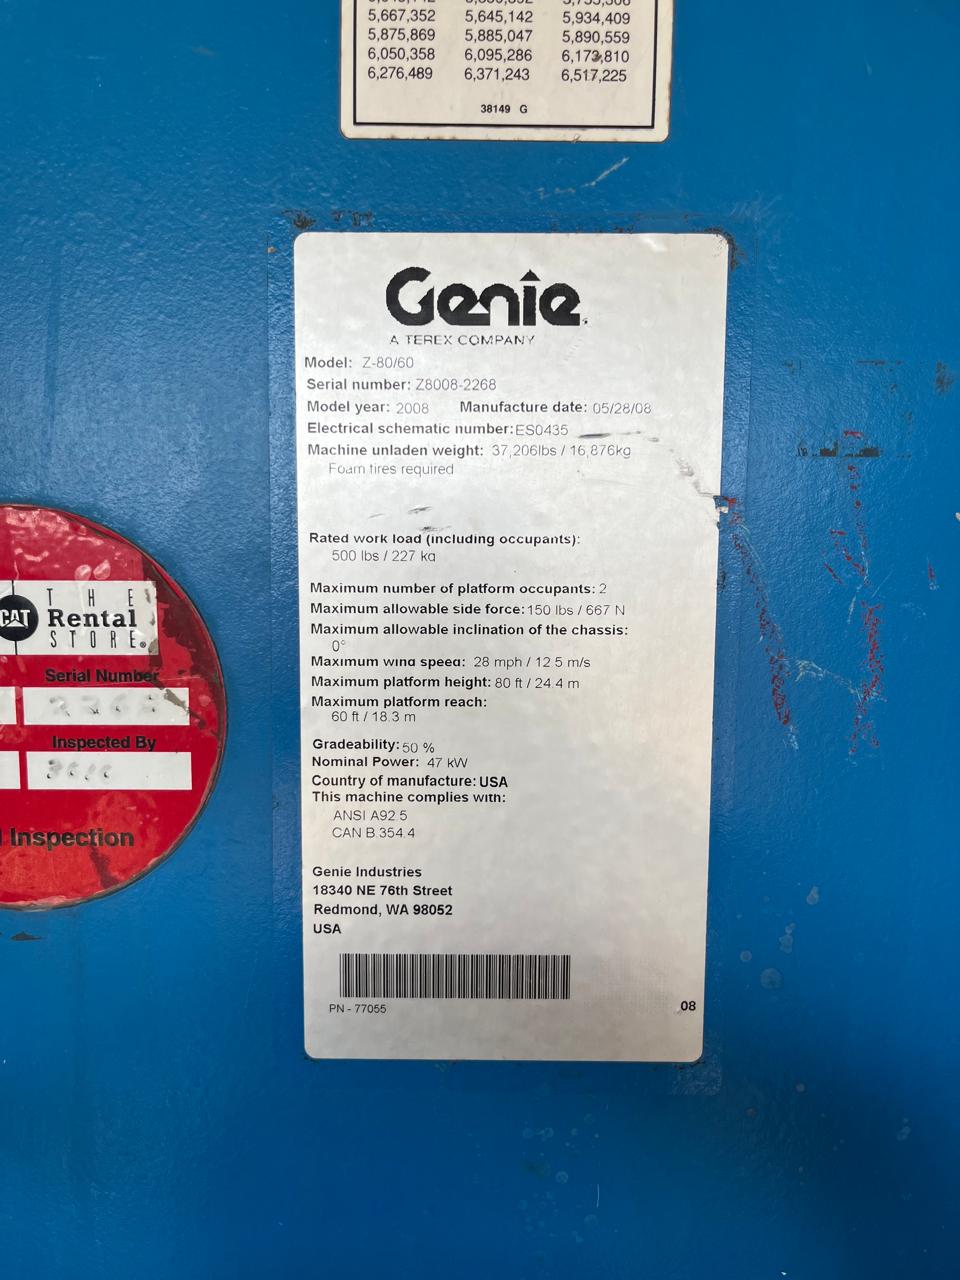 5,667,352 5,645,142 5,934,409
5,875,869 5,885,047 5,890,559
6,050,358 6,095,286 6,173,810
6,276,489 6,371,243 6,517,225
38149 G
Genie
A TEREX COMPANY
Model: Z-80/60
Serial number: Z8008-2268
Model year: 2008 Manufacture date: 05/28/08
Electrical schematic number: ES0435
Machine unladen weight: 37,206lbs / 16,876kg
Foam tires required
Rated work load (including occupants):
500 lbs / 227 kg
Maximum number of platform occupants: 2
Maximum allowable side force: 150 lbs / 667 N
Maximum allowable inclination of the chassis:
0°
Maximum wind speed: 28 mph / 12.5 m/s
Maximum platform height: 80 ft / 24.4 m
Maximum platform reach:
60 ft / 18.3 m
Gradeability: 50 %
Nominal Power: 47 kW
Country of manufacture: USA
This machine complies with:
ANSI A92.5
CAN B.354.4
Genie Industries
18340 NE 76th Street
Redmond, WA 98052
USA
PN - 77055
08
CAT
THE
Rental
STORE®
Serial Number
Inspected By
Inspection